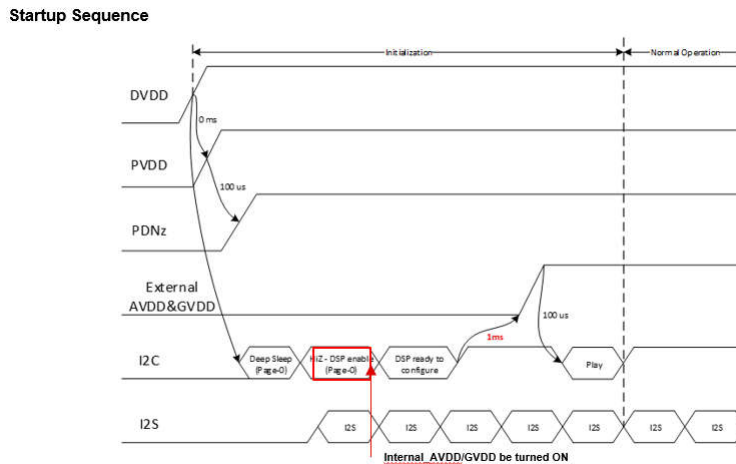 Startup Sequence
Initialization
Normal Operation
DVDD
0 ms
PVDD
100 us
PDNz
External
AVDD&GVDD
100 us
1ms
I2C
Deep Sleep
(Page-0)
HiZ - DSP enable
(Page-0)
DSP ready to
configure
Play
I2S
I2S
I2S
I2S
I2S
I2S
I2S
I2S
Internal_AVDD/GVDD be turned ON